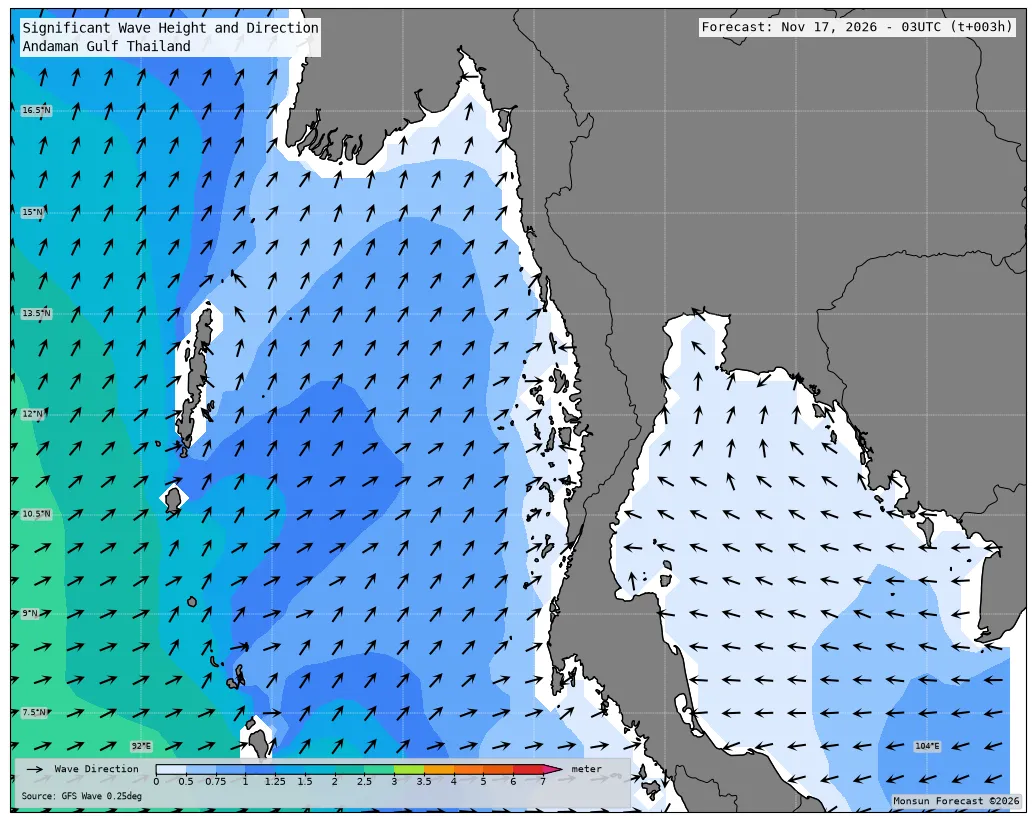 Significant Wave Height and Direction
Andaman Gulf Thailand
Forecast: Nov 17, 2026 - 03UTC (t+003h)
16.5°N
15°N
13.5°N
12°N
10.5°N
9°N
7.5°N
92°E
104°E
Wave Direction
meter
0 0.5 0.75 1 1.25 1.5 2 2.5 3 3.5 4 5 6 7
Source: GFS Wave 0.25deg
Monsun Forecast ©2026